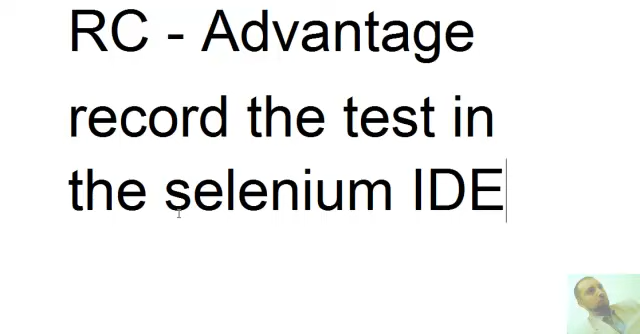 RC - Advantage
record the test in
the selenium IDE